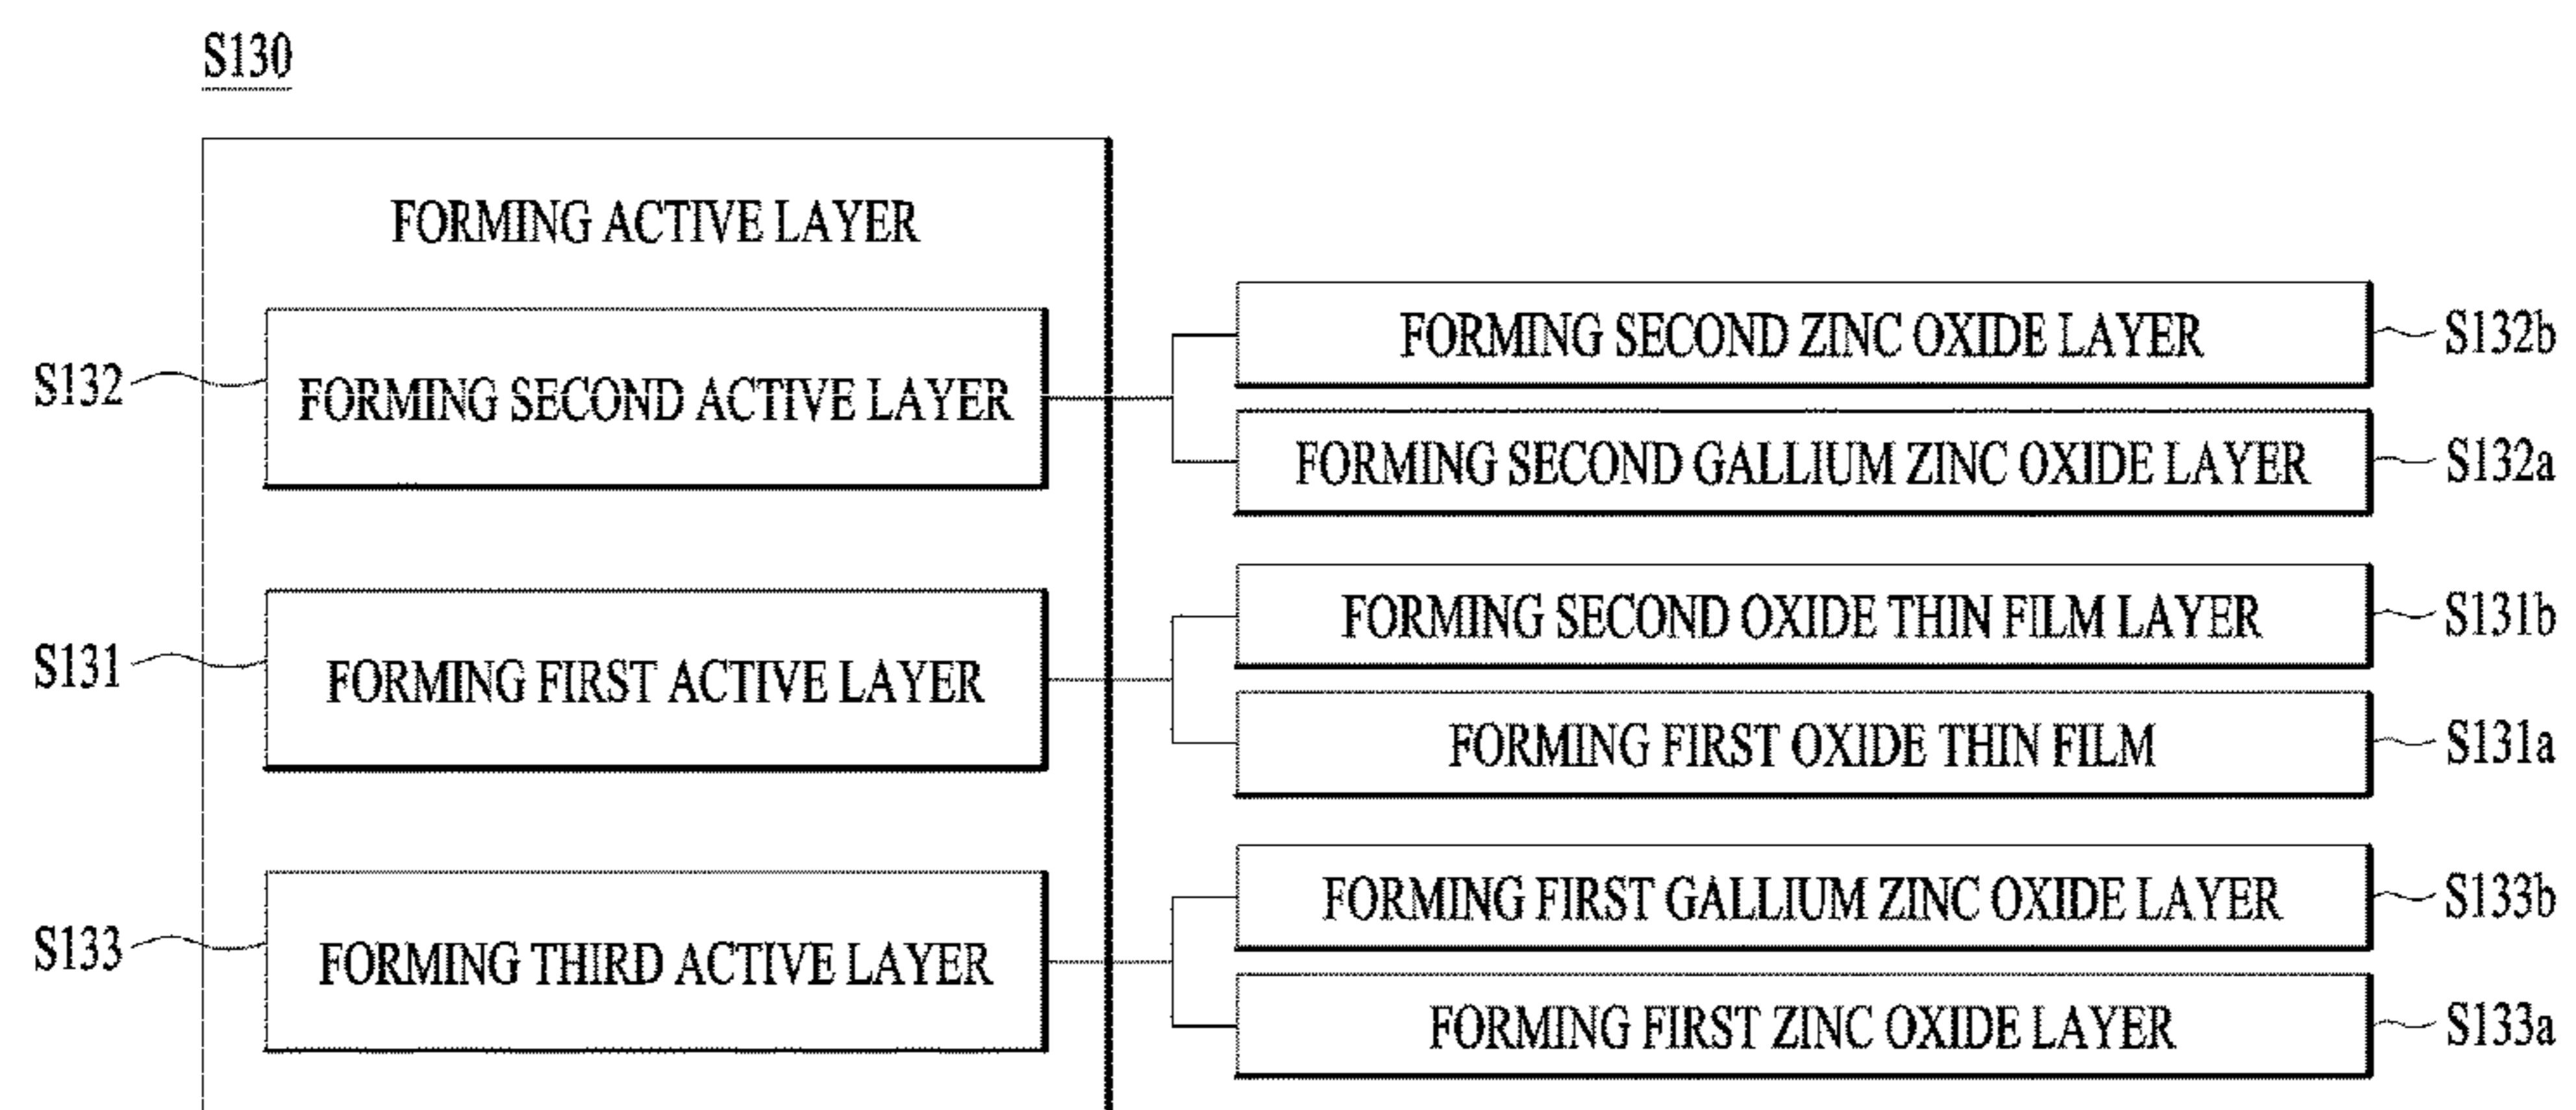 S130
FORMING ACTIVE LAYER
S132
FORMING SECOND ACTIVE LAYER
FORMING SECOND ZINC OXIDE LAYER
S132b
FORMING SECOND GALLIUM ZINC OXIDE LAYER
S132a
S131
FORMING FIRST ACTIVE LAYER
FORMING SECOND OXIDE THIN FILM LAYER
S131b
FORMING FIRST OXIDE THIN FILM
S131a
S133
FORMING THIRD ACTIVE LAYER
FORMING FIRST GALLIUM ZINC OXIDE LAYER
S133b
FORMING FIRST ZINC OXIDE LAYER
S133a